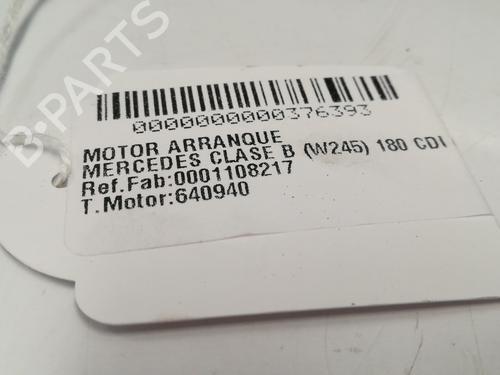 B-PARTS
0000000000376393
MOTOR ARRANQUE
MERCEDES CLASE B (W245) 180 CDI
Ref.Fab:0001108217
T.Motor:640940